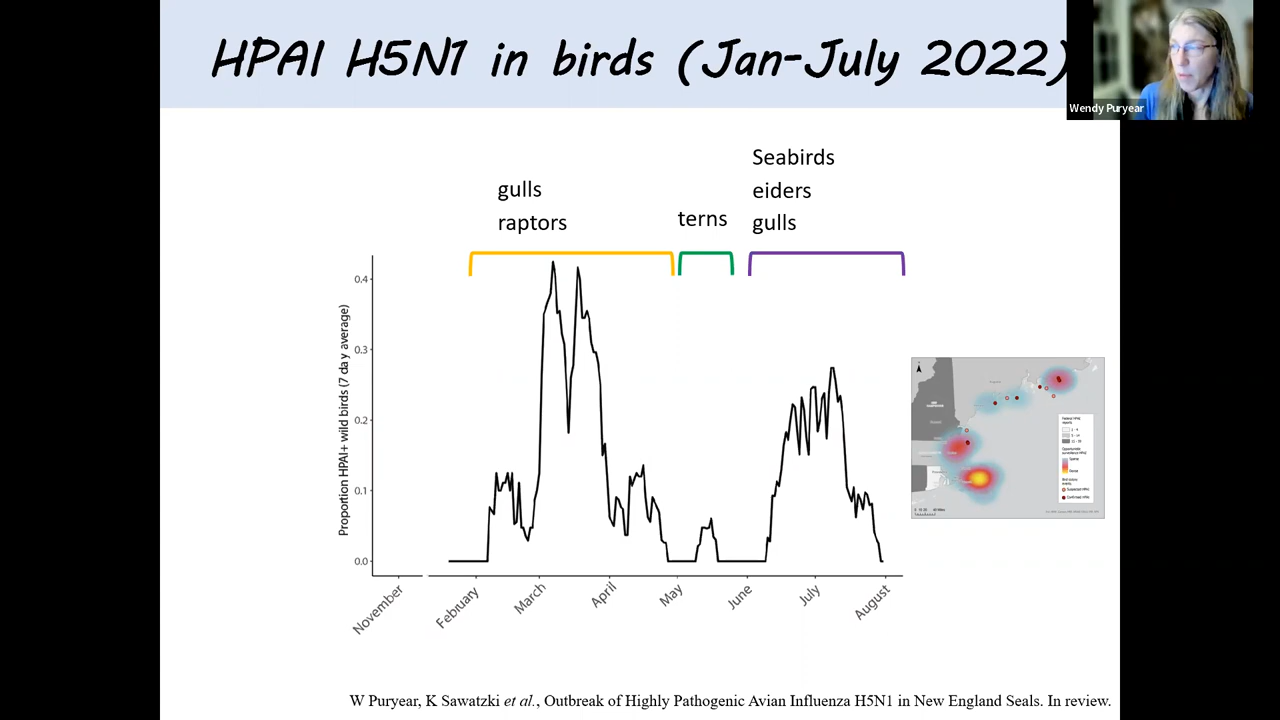 HPAI H5N1 in birds (Jan-July 2022)
Wendy Puryear
gulls
raptors
terns
Seabirds
eiders
gulls
Proportion HPAI+ wild birds (7 day average)
0.4
0.3
0.2
0.1
0.0
November
February
March
April
May
June
July
August
W Puryear, K Sawatzki et al., Outbreak of Highly Pathogenic Avian Influenza H5N1 in New England Seals. In review.